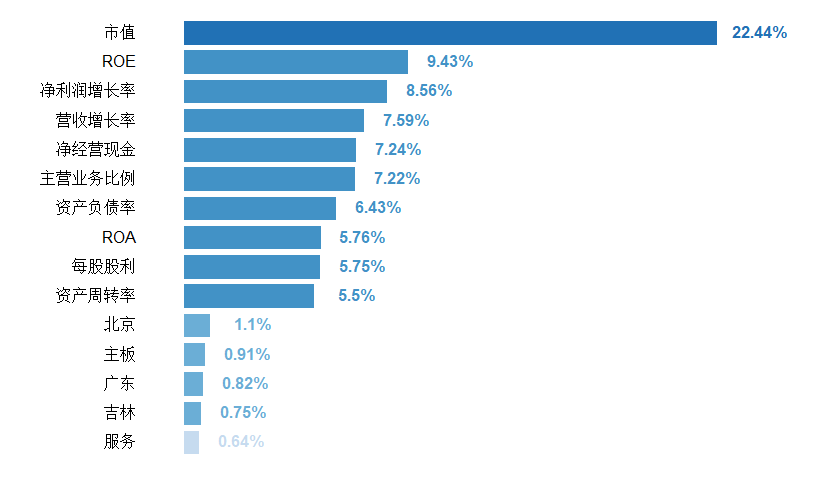 市值 22.44%
ROE 9.43%
净利润增长率 8.56%
营收增长率 7.59%
净经营现金 7.24%
主营业务比例 7.22%
资产负债率 6.43%
ROA 5.76%
每股股利 5.75%
资产周转率 5.5%
北京 1.1%
主板 0.91%
广东 0.82%
吉林 0.75%
服务 0.64%